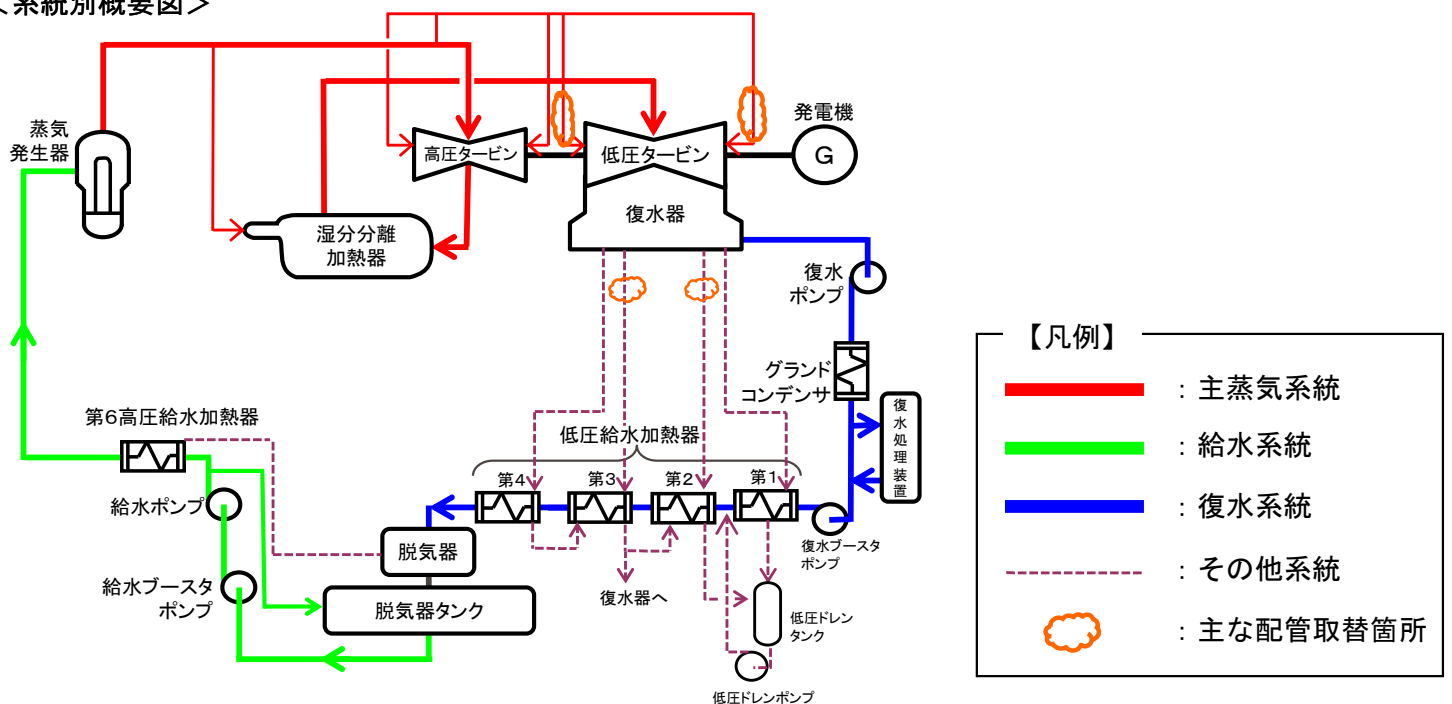 <系統別概要図>
蒸気
発生器
高圧タービン
低圧タービン
発電機
G
湿分分離
加熱器
復水器
復水
ポンプ
グランド
コンデンサ
復水処理装置
第6高圧給水加熱器
低圧給水加熱器
第4
第3
第2
第1
給水ポンプ
脱気器
復水ブースタ
ポンプ
給水ブースタ
ポンプ
脱気器タンク
復水器へ
低圧ドレン
タンク
低圧ドレンポンプ
【凡例】
:主蒸気系統
:給水系統
:復水系統
:その他系統
:主な配管取替箇所